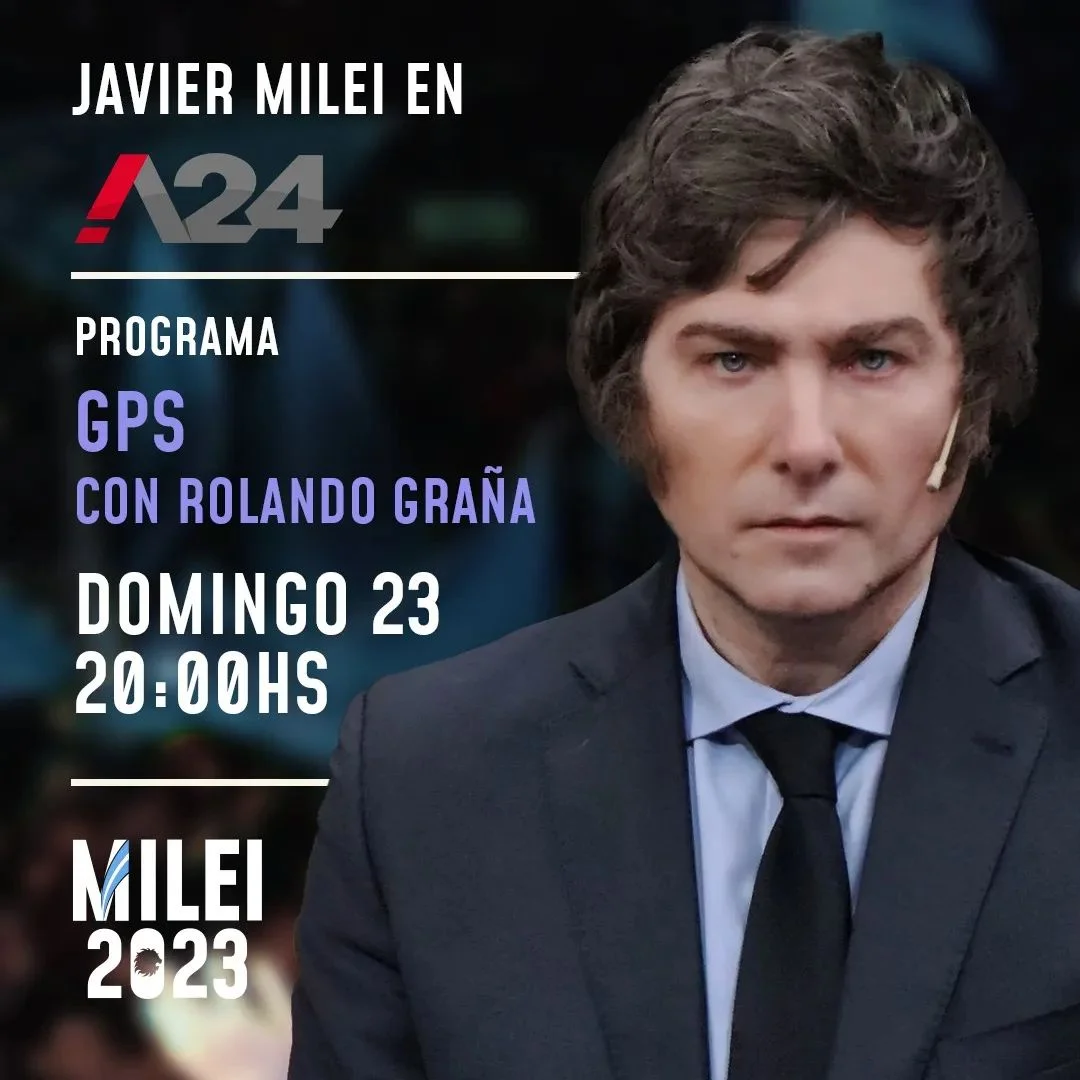 JAVIER MILEI EN
A24
PROGRAMA
GPS
CON ROLANDO GRAÑA
DOMINGO 23
20:00HS
MILEI
2023